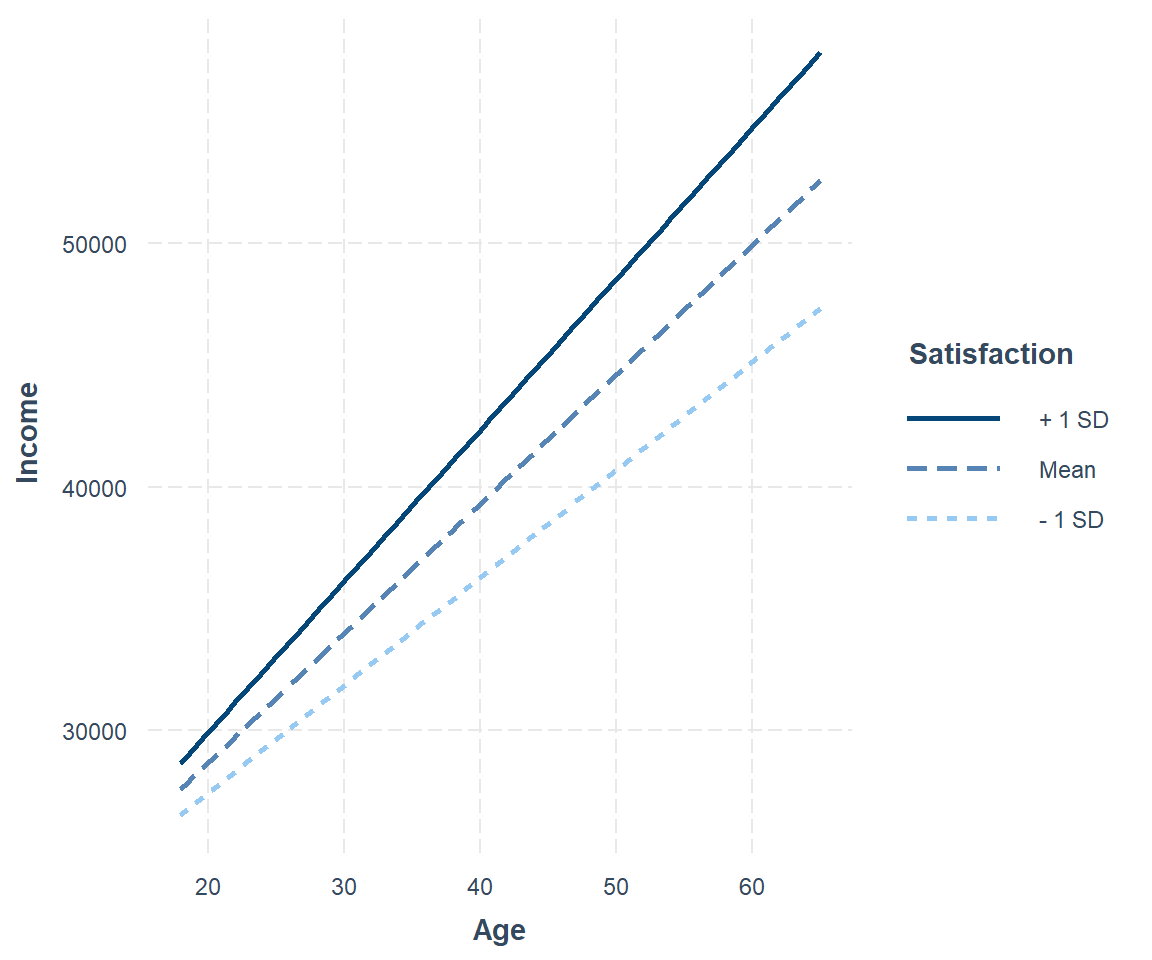 50000
40000
30000
Income
20 30 40 50 60
Age
Satisfaction
+ 1 SD
Mean
- 1 SD